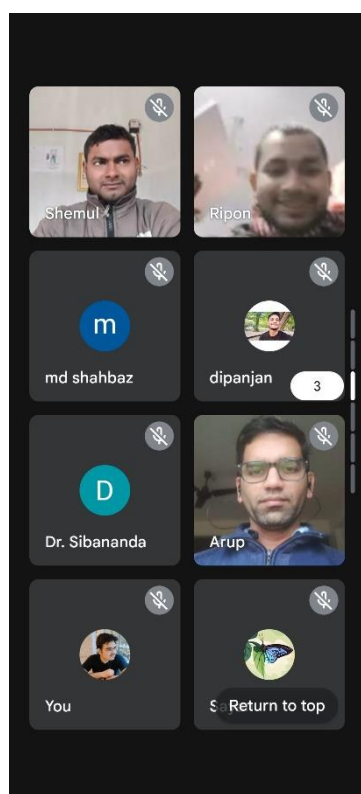 Shemul
Ripon
m
md shahbaz
dipanjan
3
D
Dr. Sibananda
Arup
You
Return to top